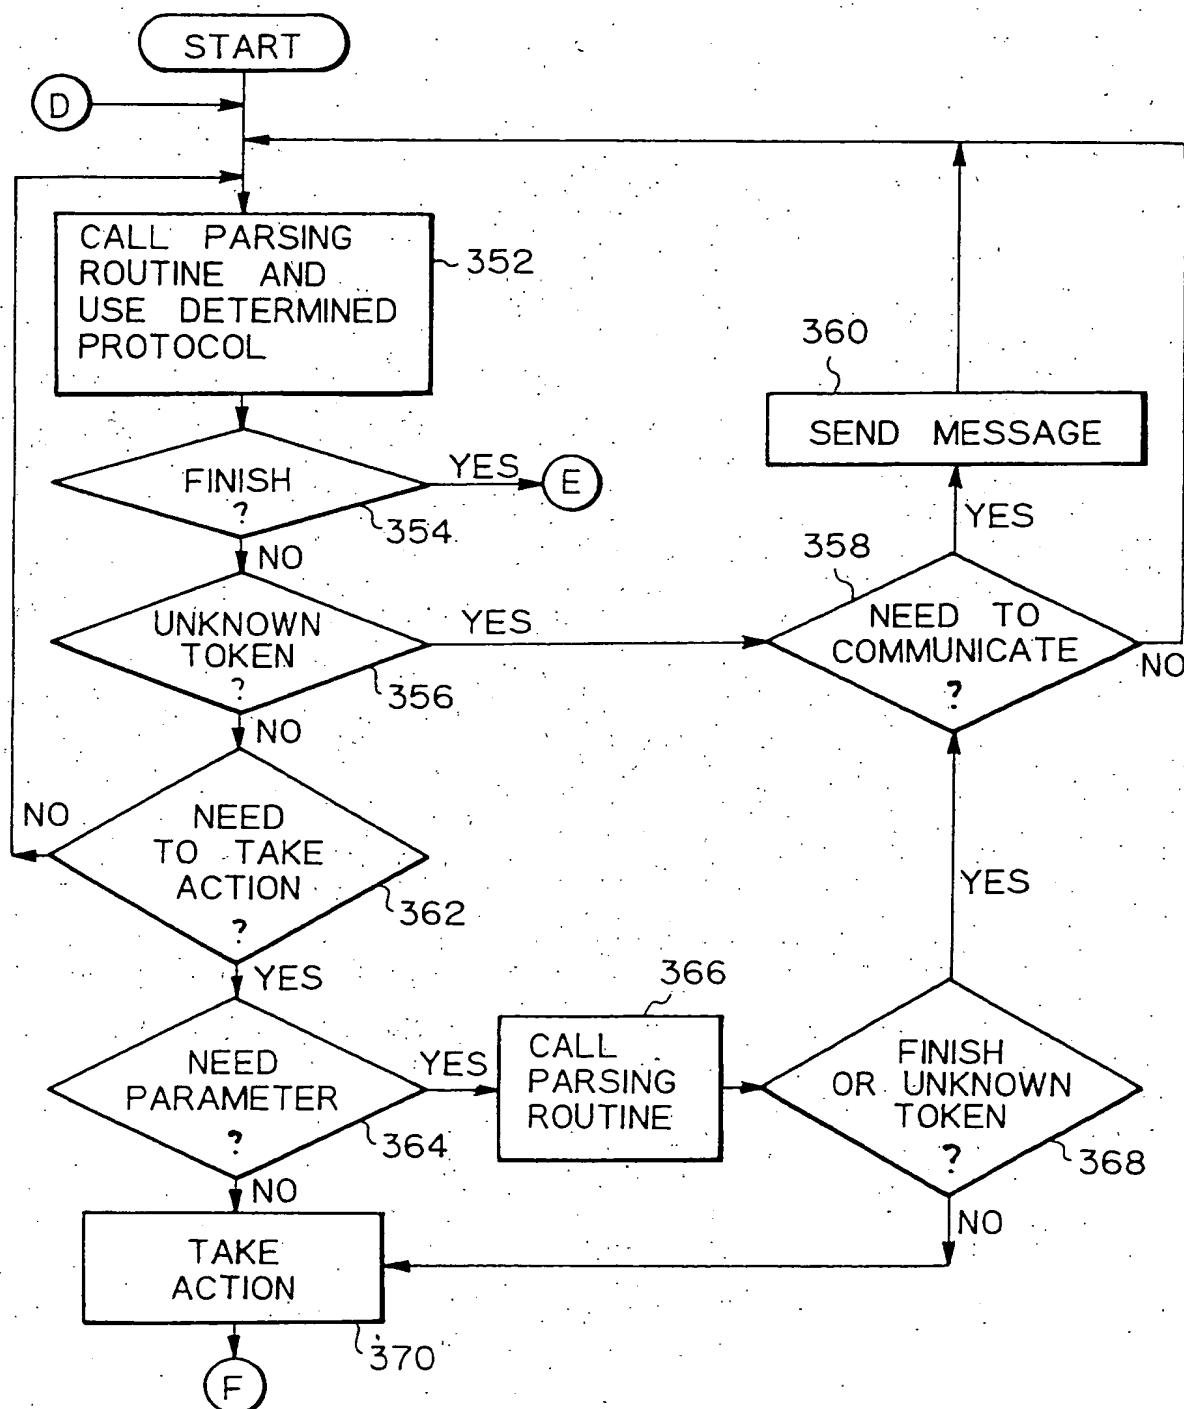 START
D
CALL PARSING
ROUTINE AND
USE DETERMINED
PROTOCOL
352
360
SEND MESSAGE
FINISH
?
YES
E
354
NO
YES
358
UNKNOWN
TOKEN
?
YES
356
NEED TO
COMMUNICATE
?
NO
NO
NO
NEED
TO TAKE
ACTION
?
362
YES
YES
366
NEED
PARAMETER
?
YES
364
CALL
PARSING
ROUTINE
FINISH
OR UNKNOWN
TOKEN
?
368
NO
NO
TAKE
ACTION
370
F